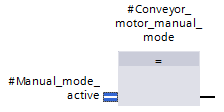 #Conveyor_
motor_manual_
mode
=
#Manual_mode_
active